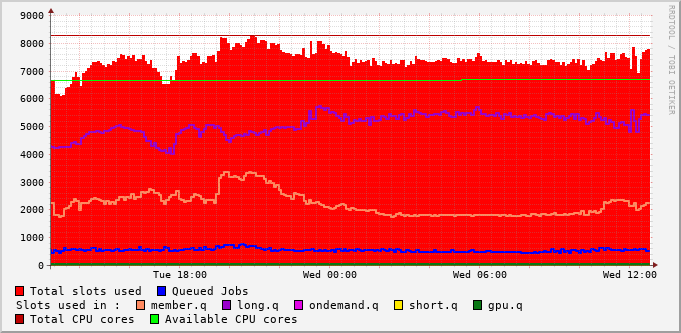 9000
8000
7000
6000
5000
4000
3000
2000
1000
0
Tue 18:00 Wed 00:00 Wed 06:00 Wed 12:00
RRDTOOL / TOBI OETIKER
Total slots used Queued Jobs
Slots used in : member.q long.q ondemand.q short.q gpu.q
Total CPU cores Available CPU cores